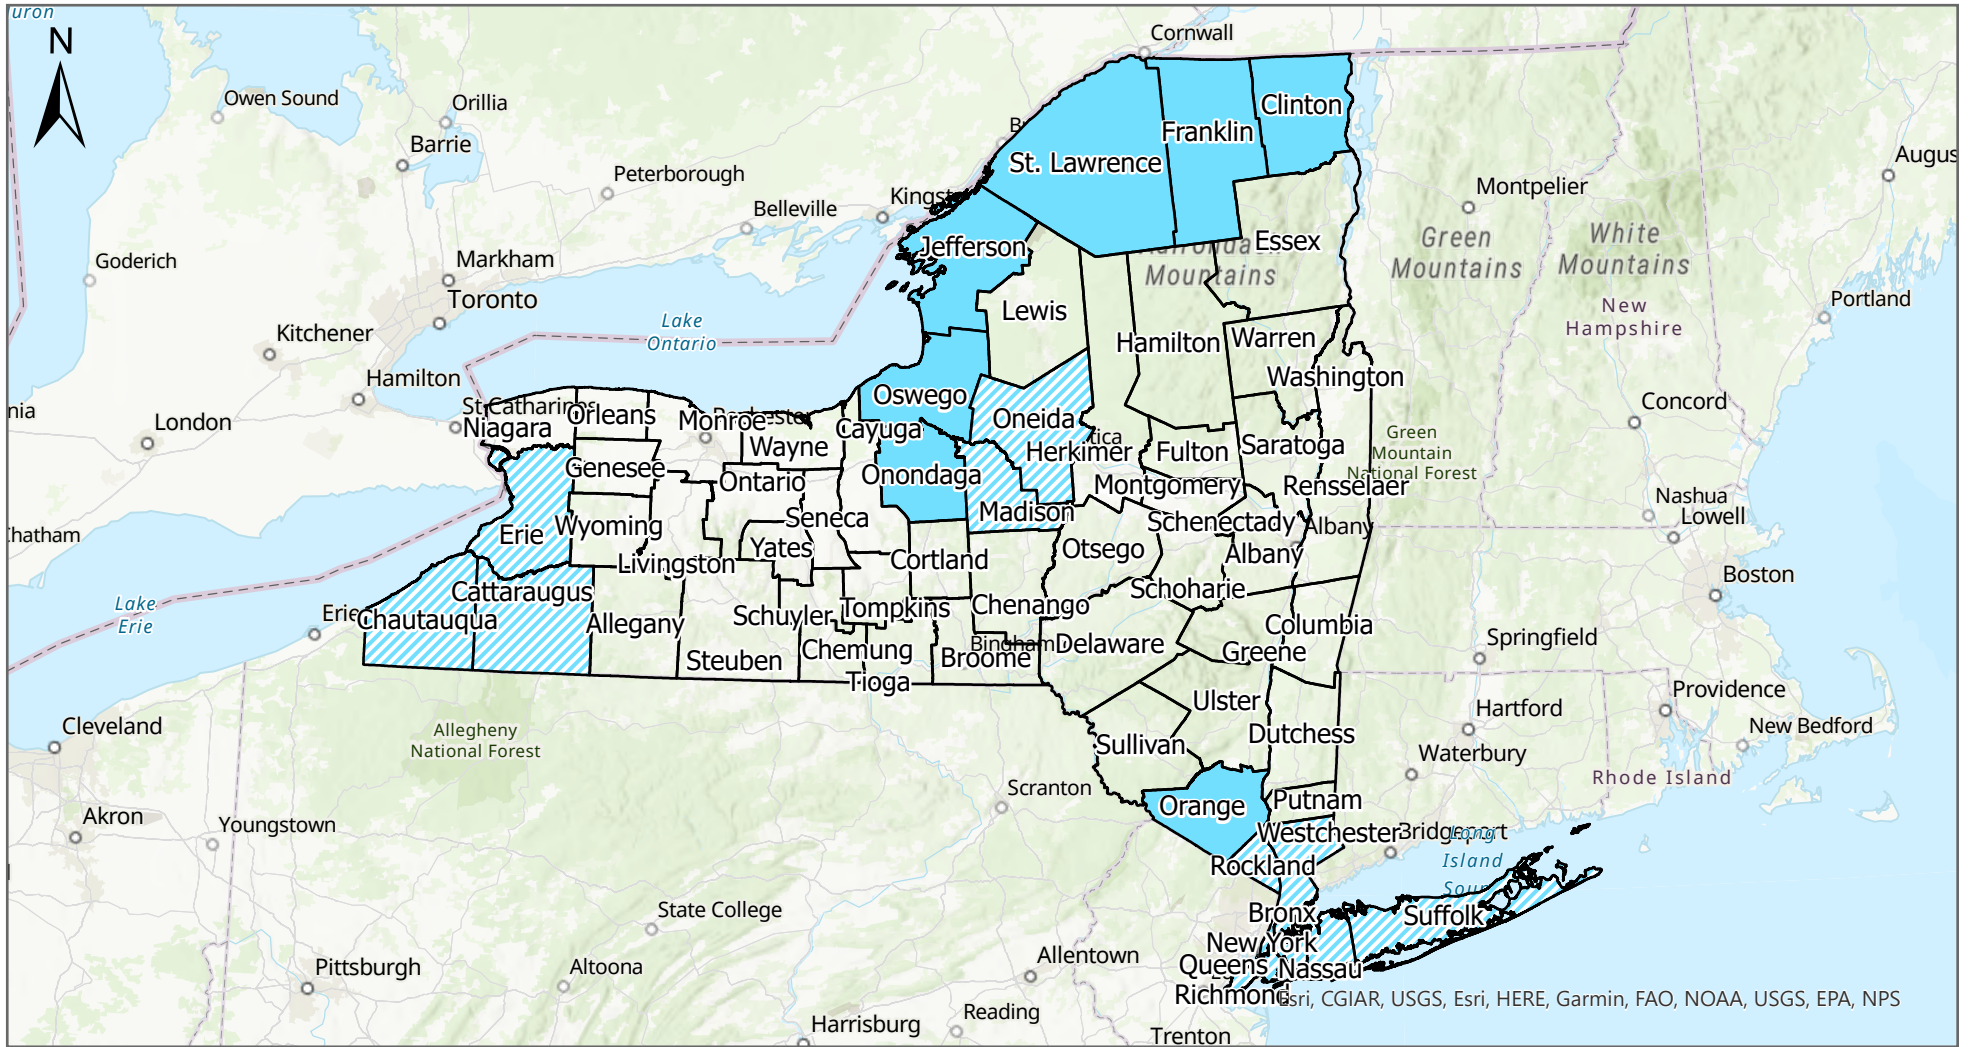 uron
N
Cornwall
Owen Sound
Orillia
Clinton
Barrie
Franklin
St. Lawrence
Augus
Peterborough
Montpelier
Kingst
Belleville
Jefferson
Essex
Green
Mountains
White
Mountains
Goderich
Markham
Mountains
Toronto
Lewis
New
Hampshire
Portland
Lake
Ontario
Kitchener
Hamilton
Warren
Hamilton
Washington
Oswego
Concord
nia
London
St Catharines
Niagara
Orleans
Monroe
Rochester
Cayuga
Oneida
Wayne
tica
Herkimer
Fulton
Saratoga
Green
Mountain
National Forest
Genesee
Ontario
Onondaga
Montgomery
Rensselaer
Nashua
Lowell
Chatham
Erie
Wyoming
Seneca
Madison
Schenectady
Albany
Yates
Otsego
Albany
Livingston
Cortland
Boston
Lake
Erie
Cattaraugus
Schoharie
Erie
Chautauqua
Allegany
Schuyler
Tompkins
Chenango
Columbia
Springfield
Steuben
Chemung
Bingham
Broome
Delaware
Greene
Tioga
Ulster
Providence
Hartford
New Bedford
Cleveland
Allegheny
National Forest
Sullivan
Dutchess
Waterbury
Rhode Island
Scranton
Orange
Putnam
Akron
Youngstown
Westchester
Bridgeport
Long
Island
Sour
Rockland
State College
Bronx
Suffolk
New York
Allentown
Queens
Nassau
Pittsburgh
Altoona
Richmond
Esri, CGIAR, USGS, Esri, HERE, Garmin, FAO, NOAA, USGS, EPA, NPS
Reading
Harrisburg
Trenton